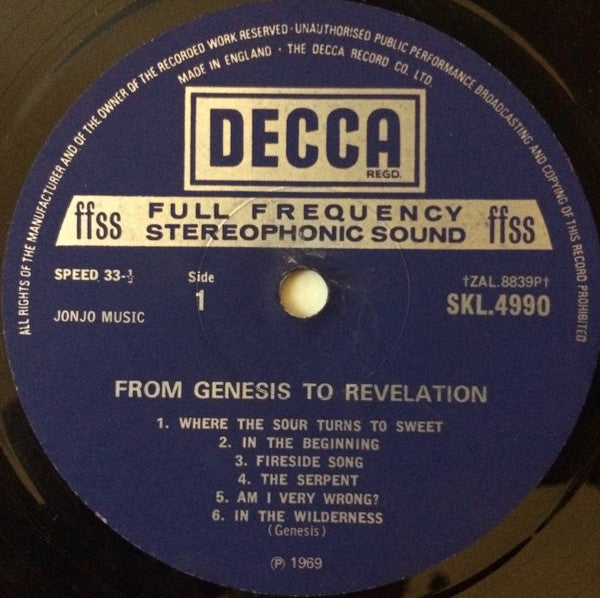 ALL RIGHTS OF THE MANUFACTURER AND OF THE OWNER OF THE RECORDED WORK RESERVED · UNAUTHORISED PUBLIC PERFORMANCE BROADCASTING AND COPYING OF THIS RECORD PROHIBITED
MADE IN ENGLAND · THE DECCA RECORD CO. LTD.
DECCA
REGD.
ffss FULL FREQUENCY ffss
STEREOPHONIC SOUND
SPEED 33-⅓
Side
1
†ZAL.8839P†
SKL.4990
JONJO MUSIC
FROM GENESIS TO REVELATION
1. WHERE THE SOUR TURNS TO SWEET
2. IN THE BEGINNING
3. FIRESIDE SONG
4. THE SERPENT
5. AM I VERY WRONG?
6. IN THE WILDERNESS
(Genesis)
℗ 1969